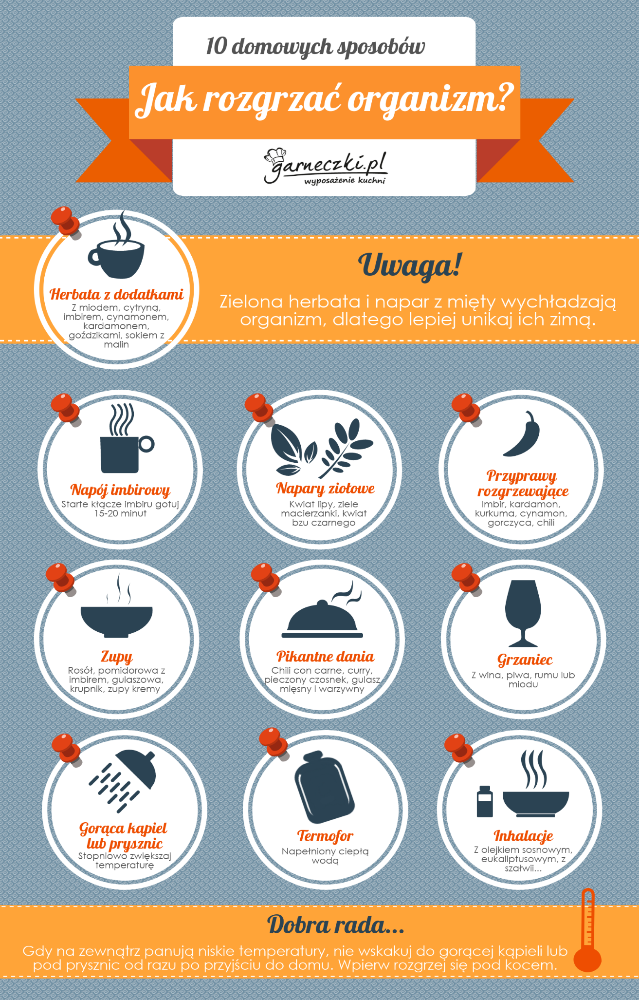 10 domowych sposobów
Jak rozgrzać organizm?
garneczki.pl
wyposażenie kuchni
Herbata z dodatkami
Z miodem, cytryną,
imbirem, cynamonem,
kardamonem,
goździkami, sokiem z
malin
Uwaga!
Zielona herbata i napar z mięty wychładzają
organizm, dlatego lepiej unikaj ich zimą.
Napój imbirowy
Starte kłącze imbiru gotuj
15-20 minut
Napary ziołowe
Kwiat lipy, ziele
macierzanki, kwiat
bzu czarnego
Przyprawy
rozgrzewające
Imbir, kardamon,
kurkuma, cynamon,
gorczyca, chili
Zupy
Rosół, pomidorowa z
imbirem, gulaszowa,
krupnik, zupy kremy
Pikantne dania
Chili con carne, curry,
pieczony czosnek, gulasz
mięsny i warzywny
Grzaniec
Z wina, piwa, rumu lub
miodu
Gorąca kąpiel
lub prysznic
Stopniowo zwiększaj
temperaturę
Termofor
Napełniony ciepłą
wodą
Inhalacje
Z olejkiem sosnowym,
eukaliptusowym, z
szałwii...
Dobra rada...
Gdy na zewnątrz panują niskie temperatury, nie wskakuj do gorącej kąpieli lub
pod prysznic od razu po przyjściu do domu. Wpierw rozgrzej się pod kocem.